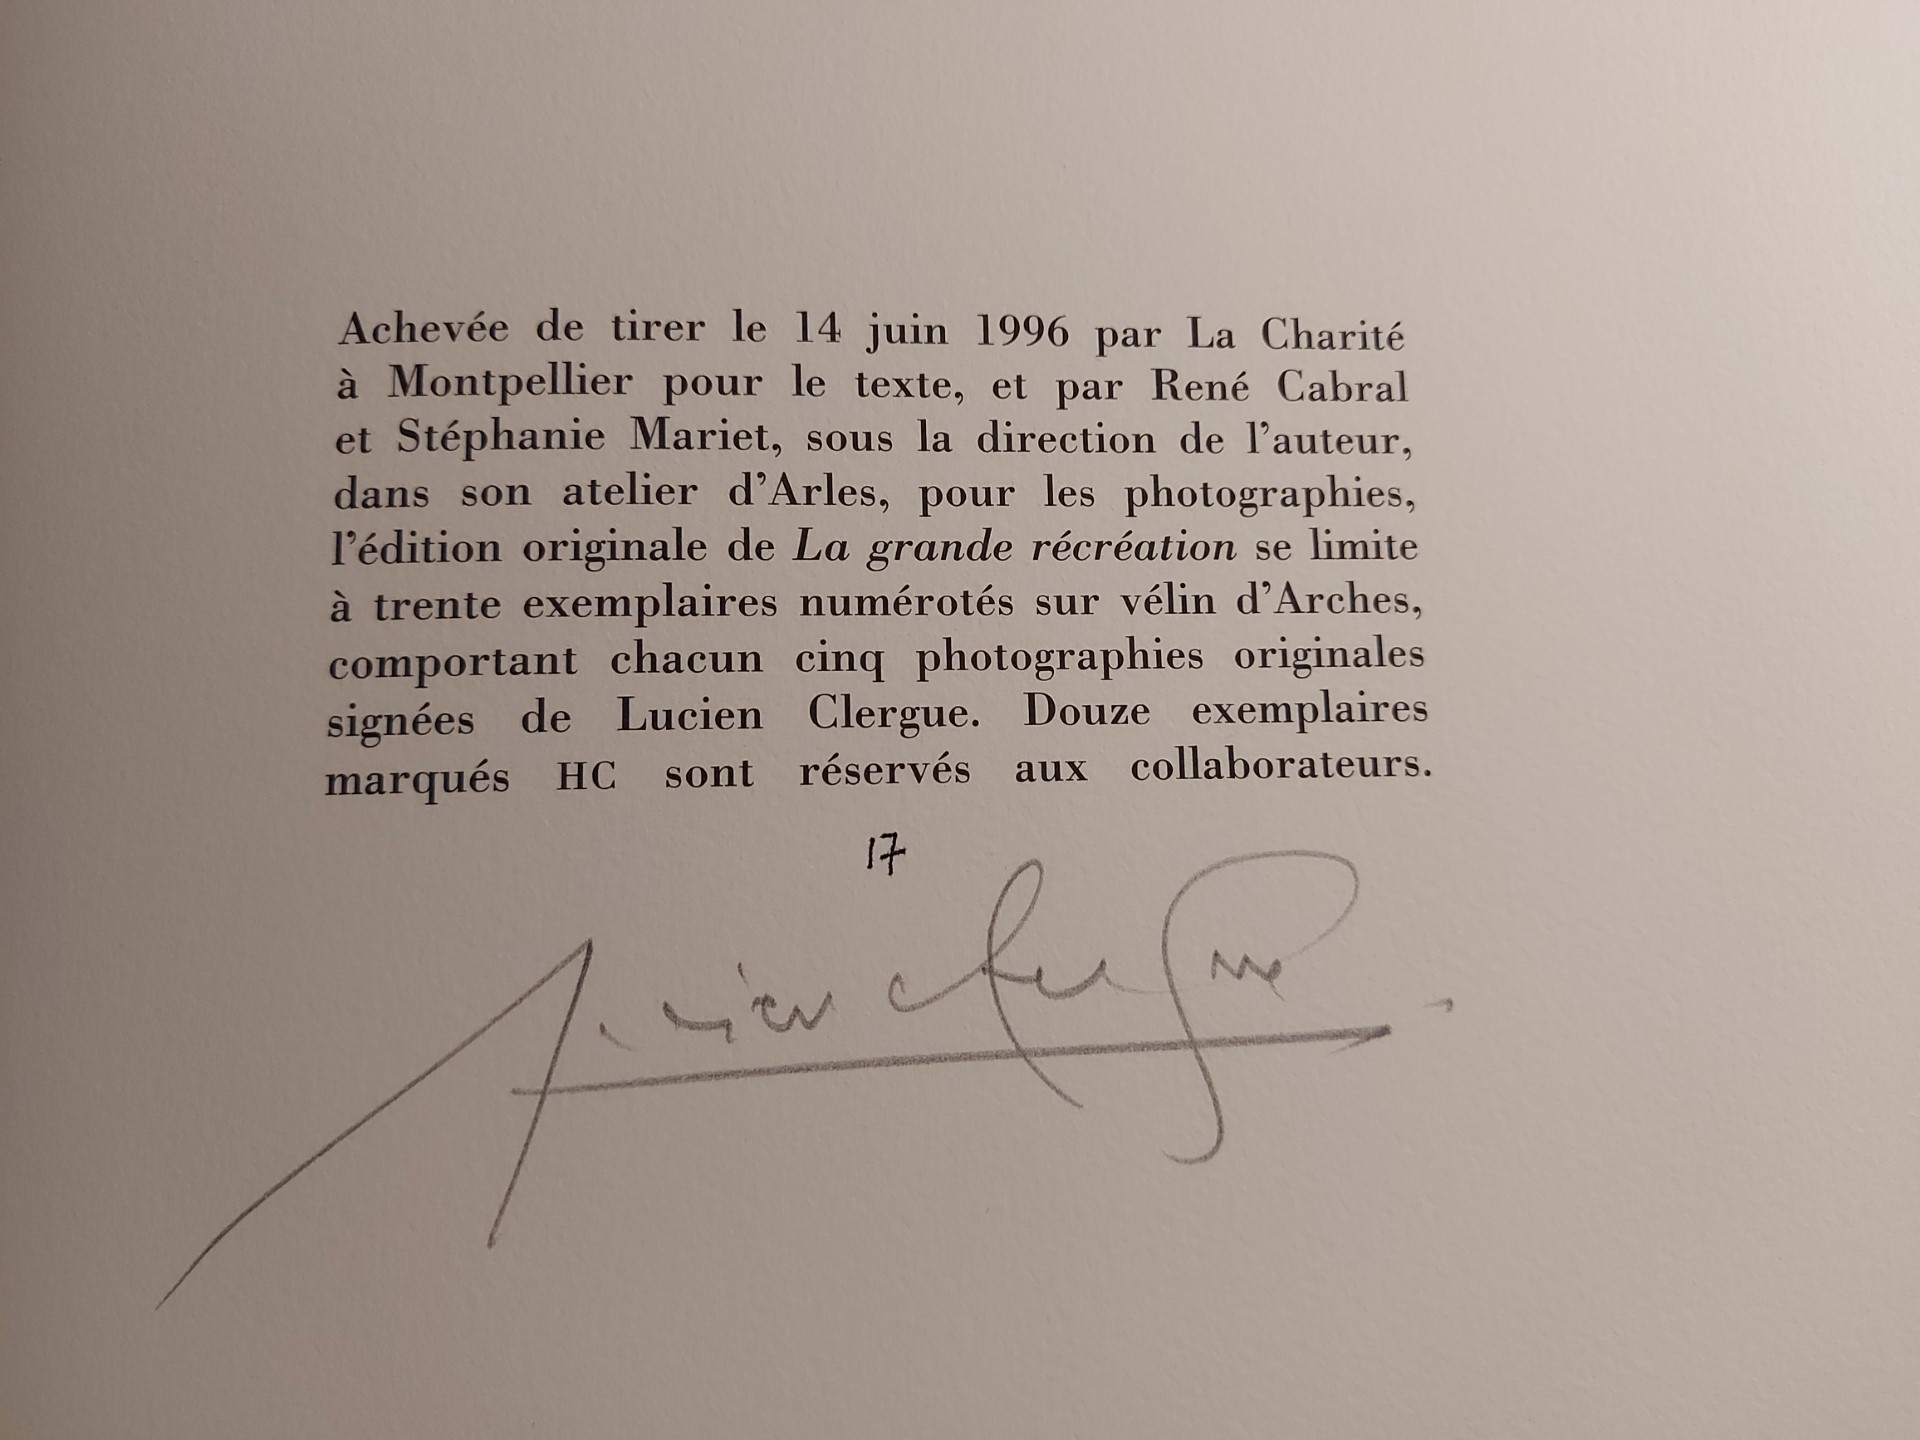 Achevée de tirer le 14 juin 1996 par La Charité
à Montpellier pour le texte, et par René Cabral
et Stéphanie Mariet, sous la direction de l'auteur,
dans son atelier d'Arles, pour les photographies,
l'édition originale de La grande récréation se limite
à trente exemplaires numérotés sur vélin d'Arches,
comportant chacun cinq photographies originales
signées de Lucien Clergue. Douze exemplaires
marqués HC sont réservés aux collaborateurs.
17
Lucien Clergue